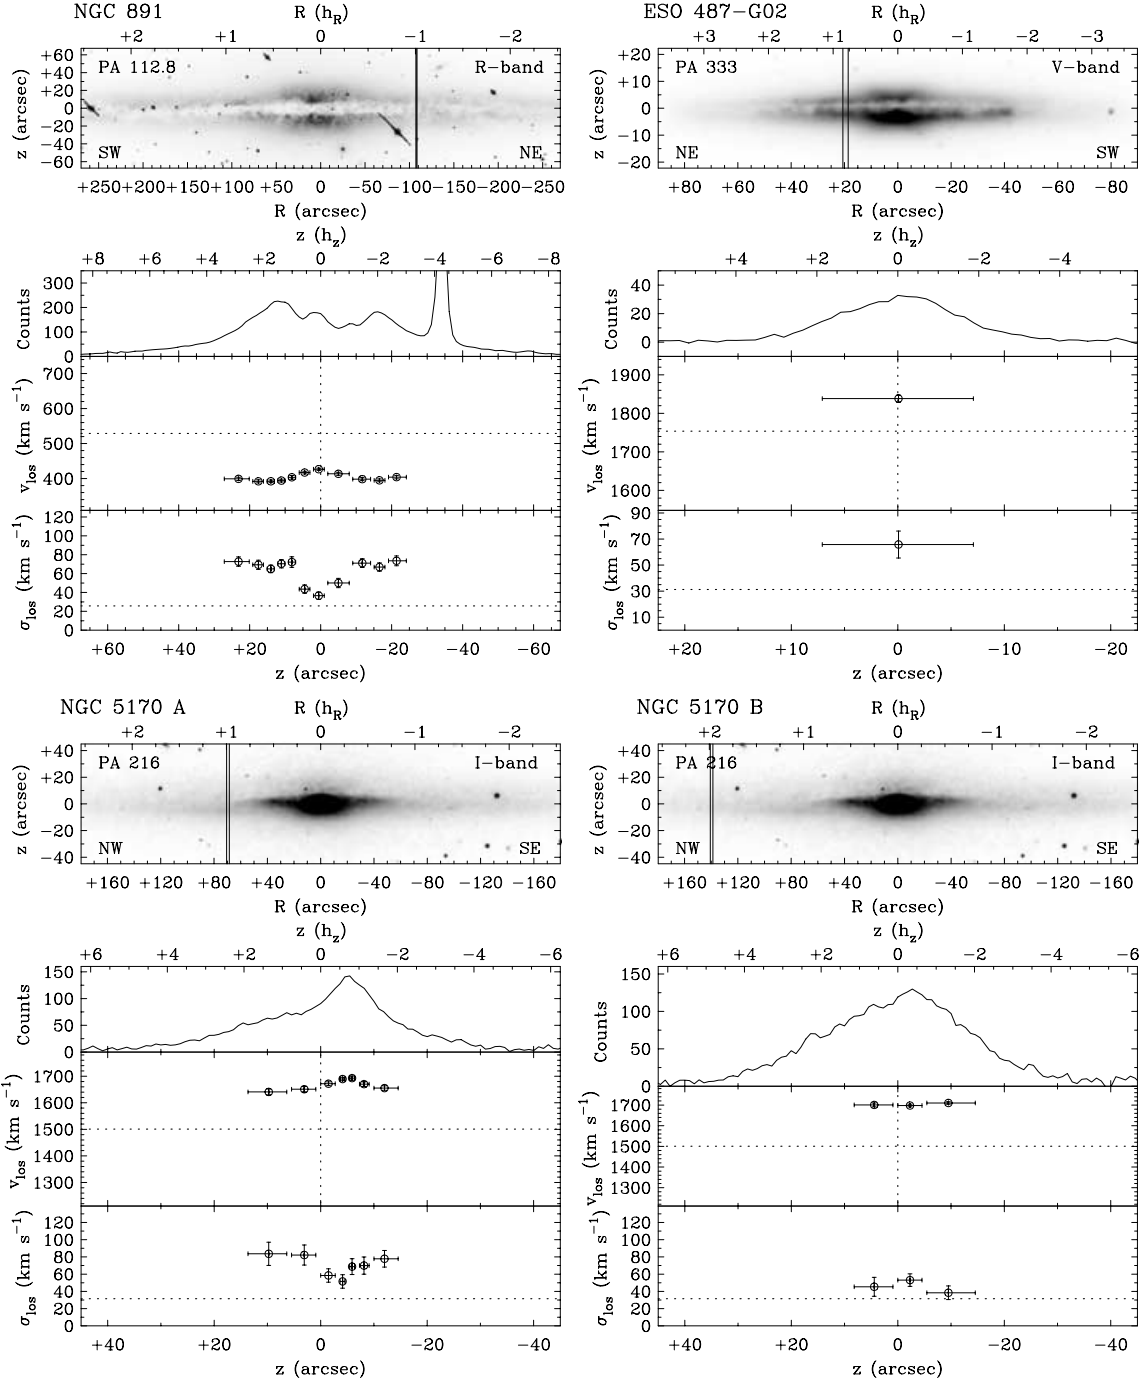 NGC 891
R (h_R)
+2 +1 0 −1 −2
PA 112.8
R−band
SW
NE
z (arcsec)
+60
+40
+20
0
−20
−40
−60
+250 +200 +150 +100 +50 0 −50 −100 −150 −200 −250
R (arcsec)
z (h_z)
+8 +6 +4 +2 0 −2 −4 −6 −8
Counts
300
200
100
0
v_los (km s^−1)
700
600
500
400
σ_los (km s^−1)
120
100
80
60
40
20
0
+60 +40 +20 0 −20 −40 −60
z (arcsec)
ESO 487−G02
R (h_R)
+3 +2 +1 0 −1 −2 −3
PA 333
V−band
NE
SW
z (arcsec)
+20
+10
0
−10
−20
+80 +60 +40 +20 0 −20 −40 −60 −80
R (arcsec)
z (h_z)
+4 +2 0 −2 −4
Counts
40
20
0
v_los (km s^−1)
1900
1800
1700
1600
σ_los (km s^−1)
90
70
50
30
10
+20 +10 0 −10 −20
z (arcsec)
NGC 5170 A
R (h_R)
+2 +1 0 −1 −2
PA 216
I−band
NW
SE
z (arcsec)
+40
+20
0
−20
−40
+160 +120 +80 +40 0 −40 −80 −120 −160
R (arcsec)
z (h_z)
+6 +4 +2 0 −2 −4 −6
Counts
150
100
50
0
v_los (km s^−1)
1700
1600
1500
1400
1300
σ_los (km s^−1)
120
100
80
60
40
20
0
+40 +20 0 −20 −40
z (arcsec)
NGC 5170 B
R (h_R)
+2 +1 0 −1 −2
PA 216
I−band
NW
SE
z (arcsec)
+40
+20
0
−20
−40
+160 +120 +80 +40 0 −40 −80 −120 −160
R (arcsec)
z (h_z)
+6 +4 +2 0 −2 −4 −6
Counts
150
100
50
0
v_los (km s^−1)
1700
1500
1400
1300
σ_los (km s^−1)
120
100
80
60
40
20
0
+40 +20 0 −20 −40
z (arcsec)